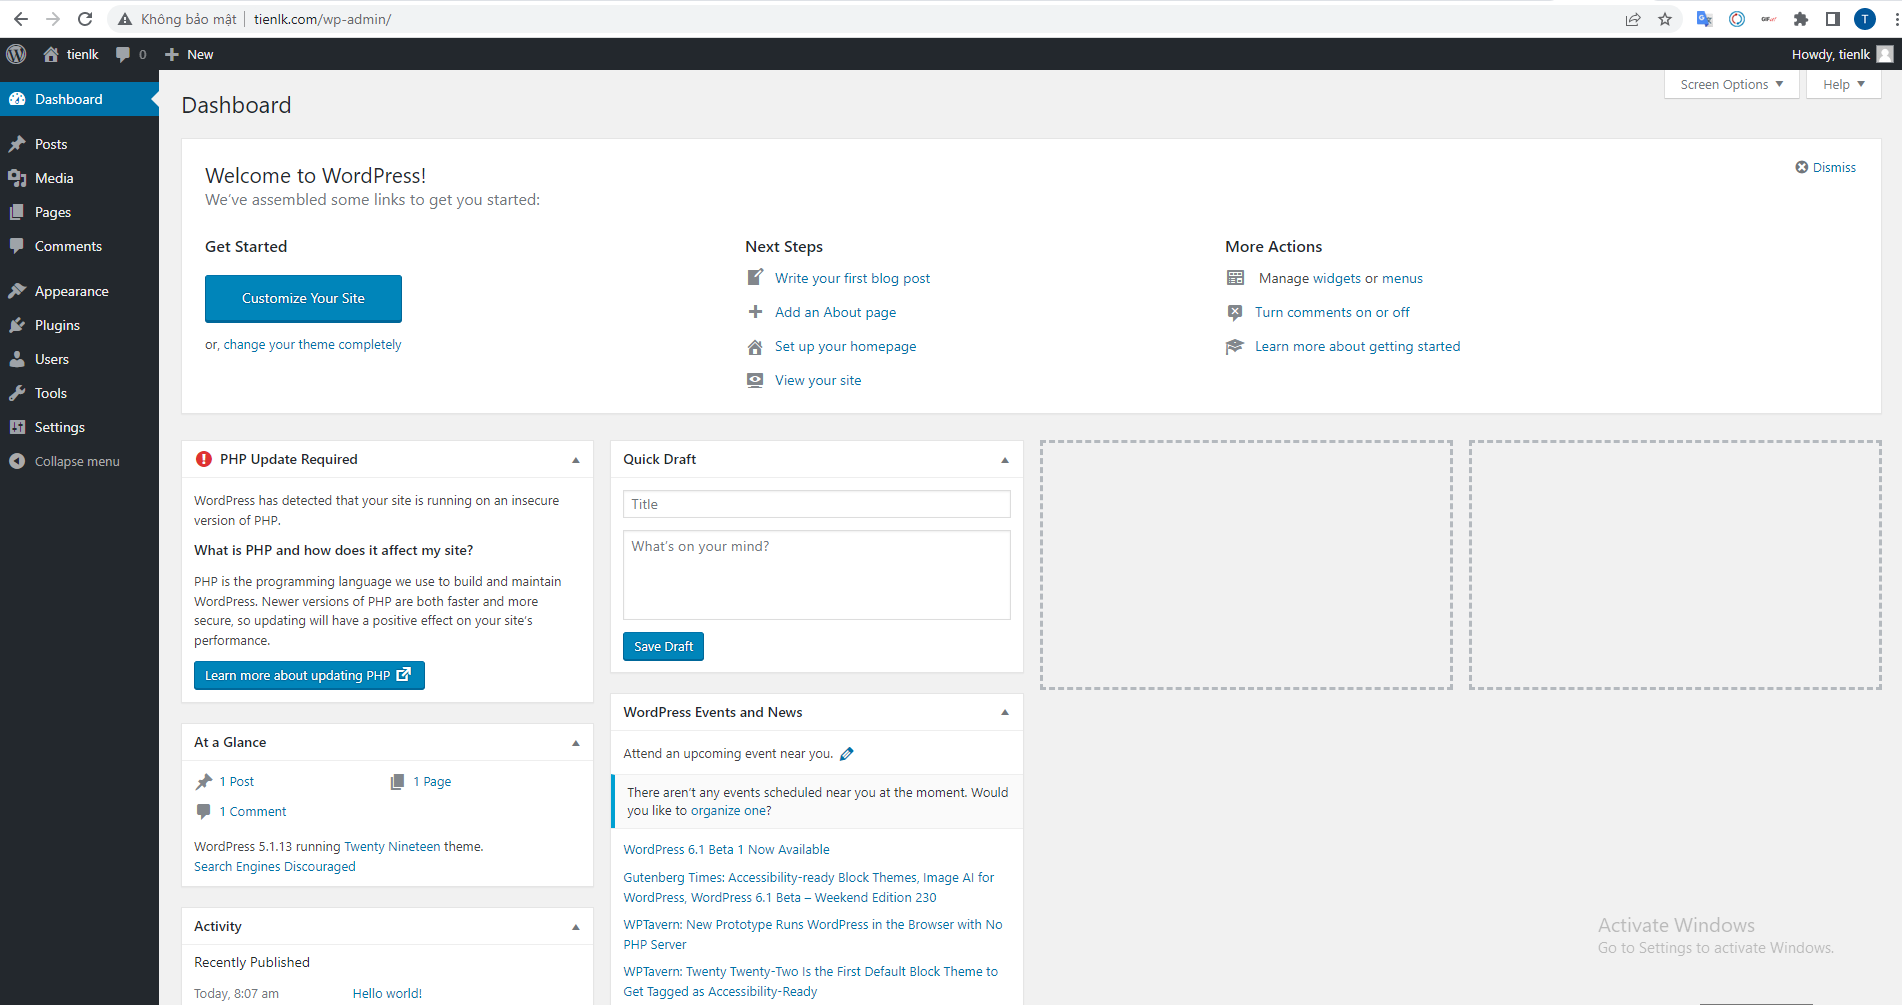 Không bảo mật | tienlk.com/wp-admin/
T
tienlk
0
New
Howdy, tienlk
Dashboard
Posts
Media
Pages
Comments
Appearance
Plugins
Users
Tools
Settings
Collapse menu
Dashboard
Screen Options
Help
Welcome to WordPress!
We've assembled some links to get you started:
Dismiss
Get Started
Customize Your Site
or, change your theme completely
Next Steps
Write your first blog post
Add an About page
Set up your homepage
View your site
More Actions
Manage widgets or menus
Turn comments on or off
Learn more about getting started
PHP Update Required
WordPress has detected that your site is running on an insecure
version of PHP.
What is PHP and how does it affect my site?
PHP is the programming language we use to build and maintain
WordPress. Newer versions of PHP are both faster and more
secure, so updating will have a positive effect on your site's
performance.
Learn more about updating PHP
At a Glance
1 Post
1 Page
1 Comment
WordPress 5.1.13 running Twenty Nineteen theme.
Search Engines Discouraged
Activity
Recently Published
Today, 8:07 am
Hello world!
Quick Draft
Title
What's on your mind?
Save Draft
WordPress Events and News
Attend an upcoming event near you.
There aren't any events scheduled near you at the moment. Would
you like to organize one?
WordPress 6.1 Beta 1 Now Available
Gutenberg Times: Accessibility-ready Block Themes, Image AI for
WordPress, WordPress 6.1 Beta – Weekend Edition 230
WPTavern: New Prototype Runs WordPress in the Browser with No
PHP Server
WPTavern: Twenty Twenty-Two Is the First Default Block Theme to
Get Tagged as Accessibility-Ready
Activate Windows
Go to Settings to activate Windows.